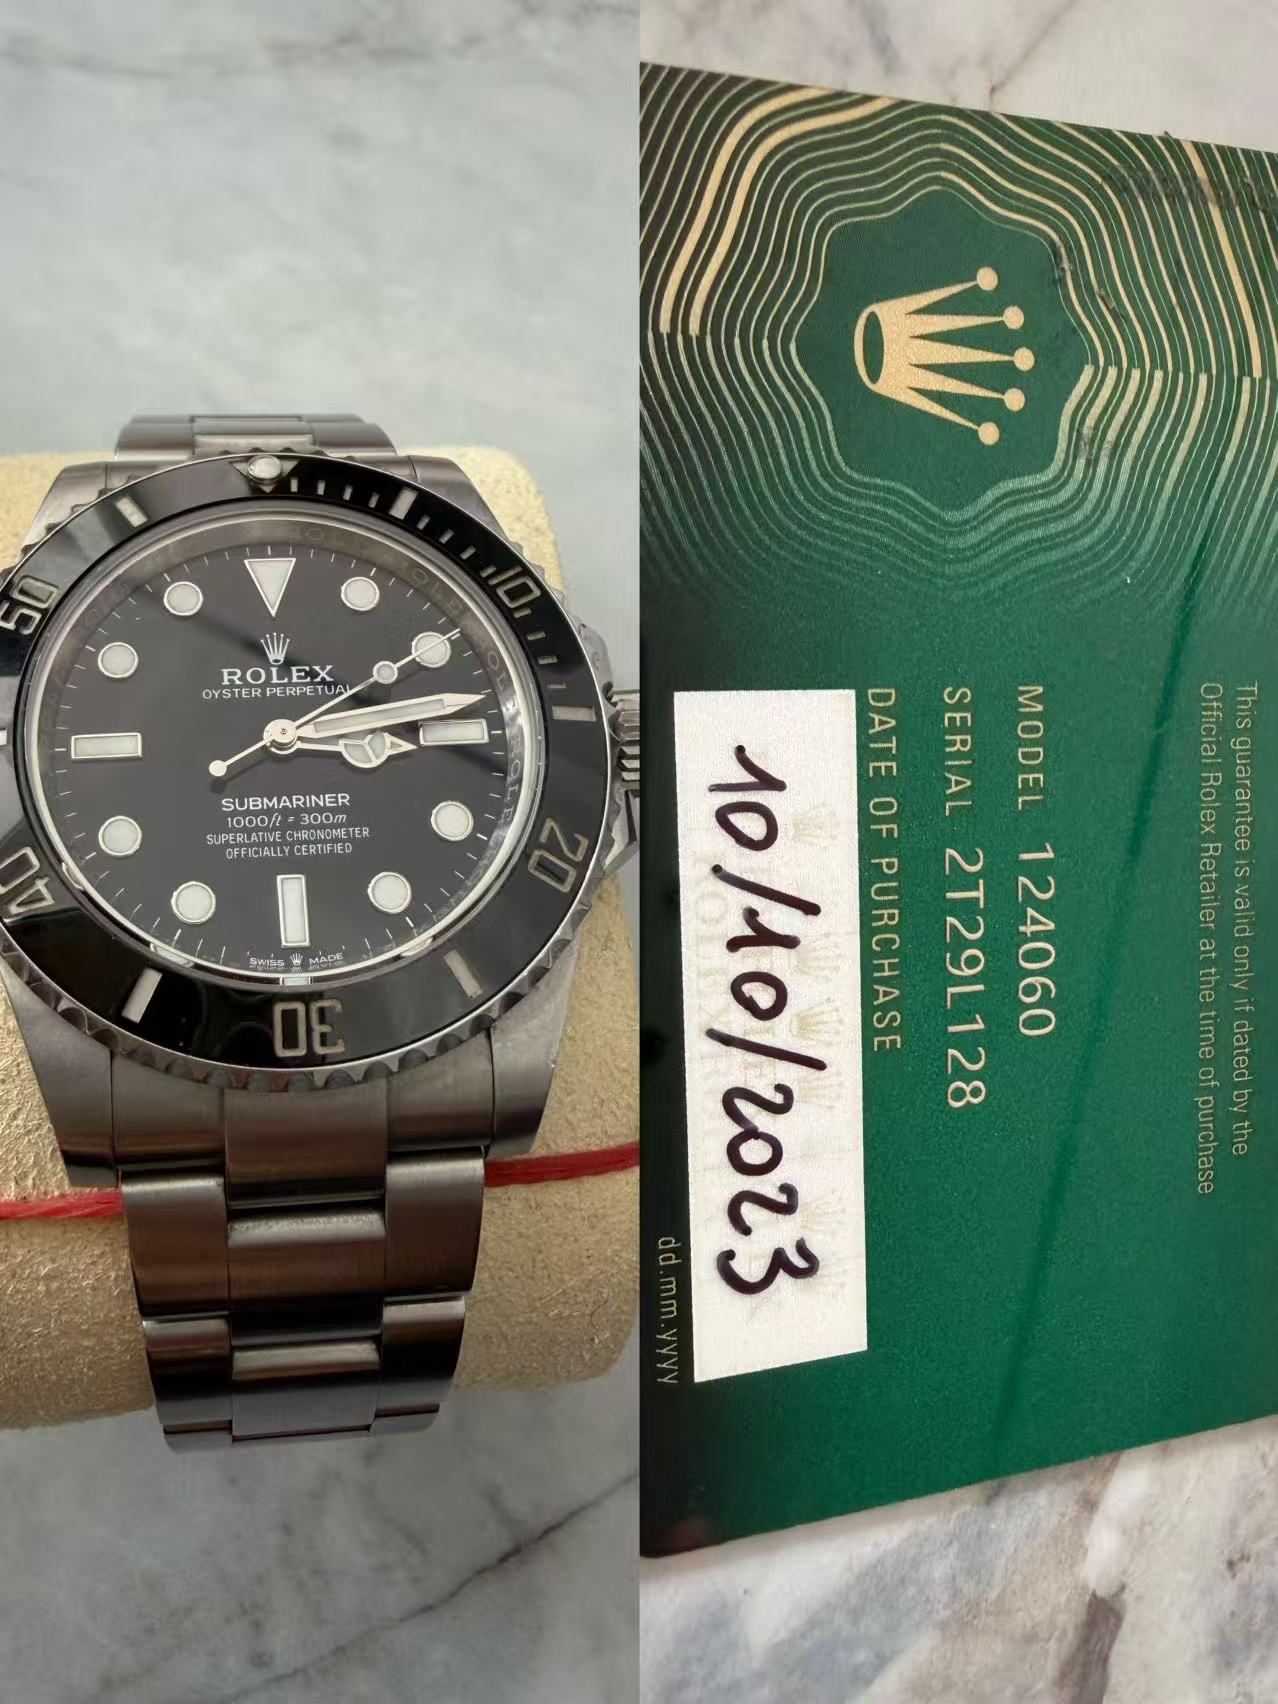 10
20
30
40
50
ROLEX
OYSTER PERPETUAL
SUBMARINER
1000ft = 300m
SUPERLATIVE CHRONOMETER
OFFICIALLY CERTIFIED
SWISS MADE
This guarantee is valid only if dated by the
Official Rolex Retailer at the time of purchase
MODEL 124060
SERIAL 2T29L128
DATE OF PURCHASE
10/10/2023
dd.mm.yyyy